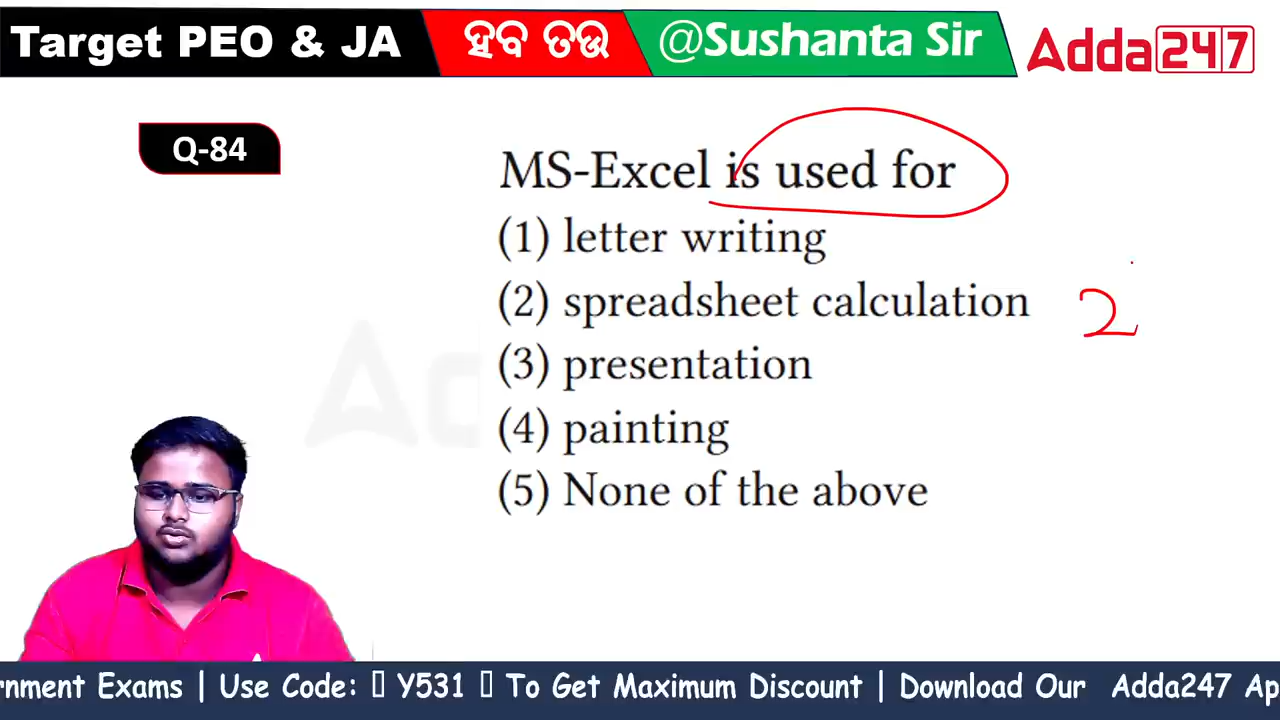 Target PEO & JA
ହବ ତଉ
@Sushanta Sir
Adda247
Q-84
MS-Excel is used for
(1) letter writing
(2) spreadsheet calculation
2
(3) presentation
(4) painting
(5) None of the above
rnment Exams | Use Code: Y531 To Get Maximum Discount | Download Our Adda247 Ap